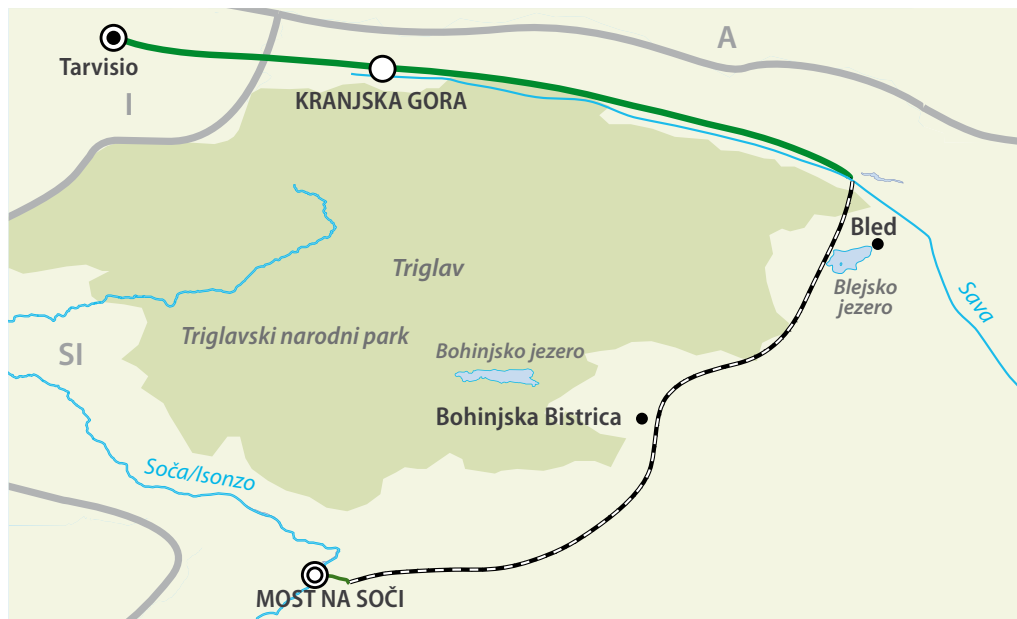 A
Tarvisio
I
KRANJSKA GORA
Bled
Triglav
Blejsko
jezero
Sava
Triglavski narodni park
SI
Bohinjsko jezero
Bohinjska Bistrica
Soča/Isonzo
MOST NA SOČI